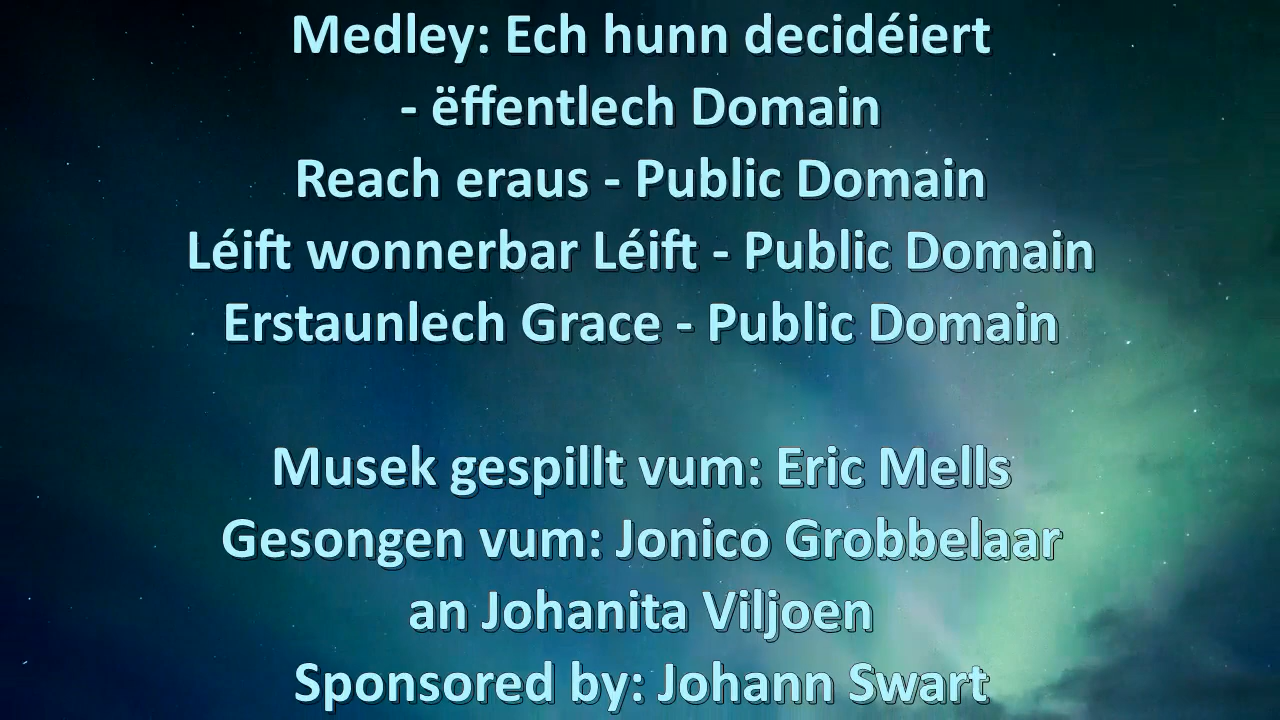 Medley: Ech hunn decidéiert
- ëffentlech Domain
Reach eraus - Public Domain
Léift wonnerbar Léift - Public Domain
Erstaunlech Grace - Public Domain
Musek gespillt vum: Eric Mells
Gesongen vum: Jonico Grobbelaar
an Johanita Viljoen
Sponsored by: Johann Swart